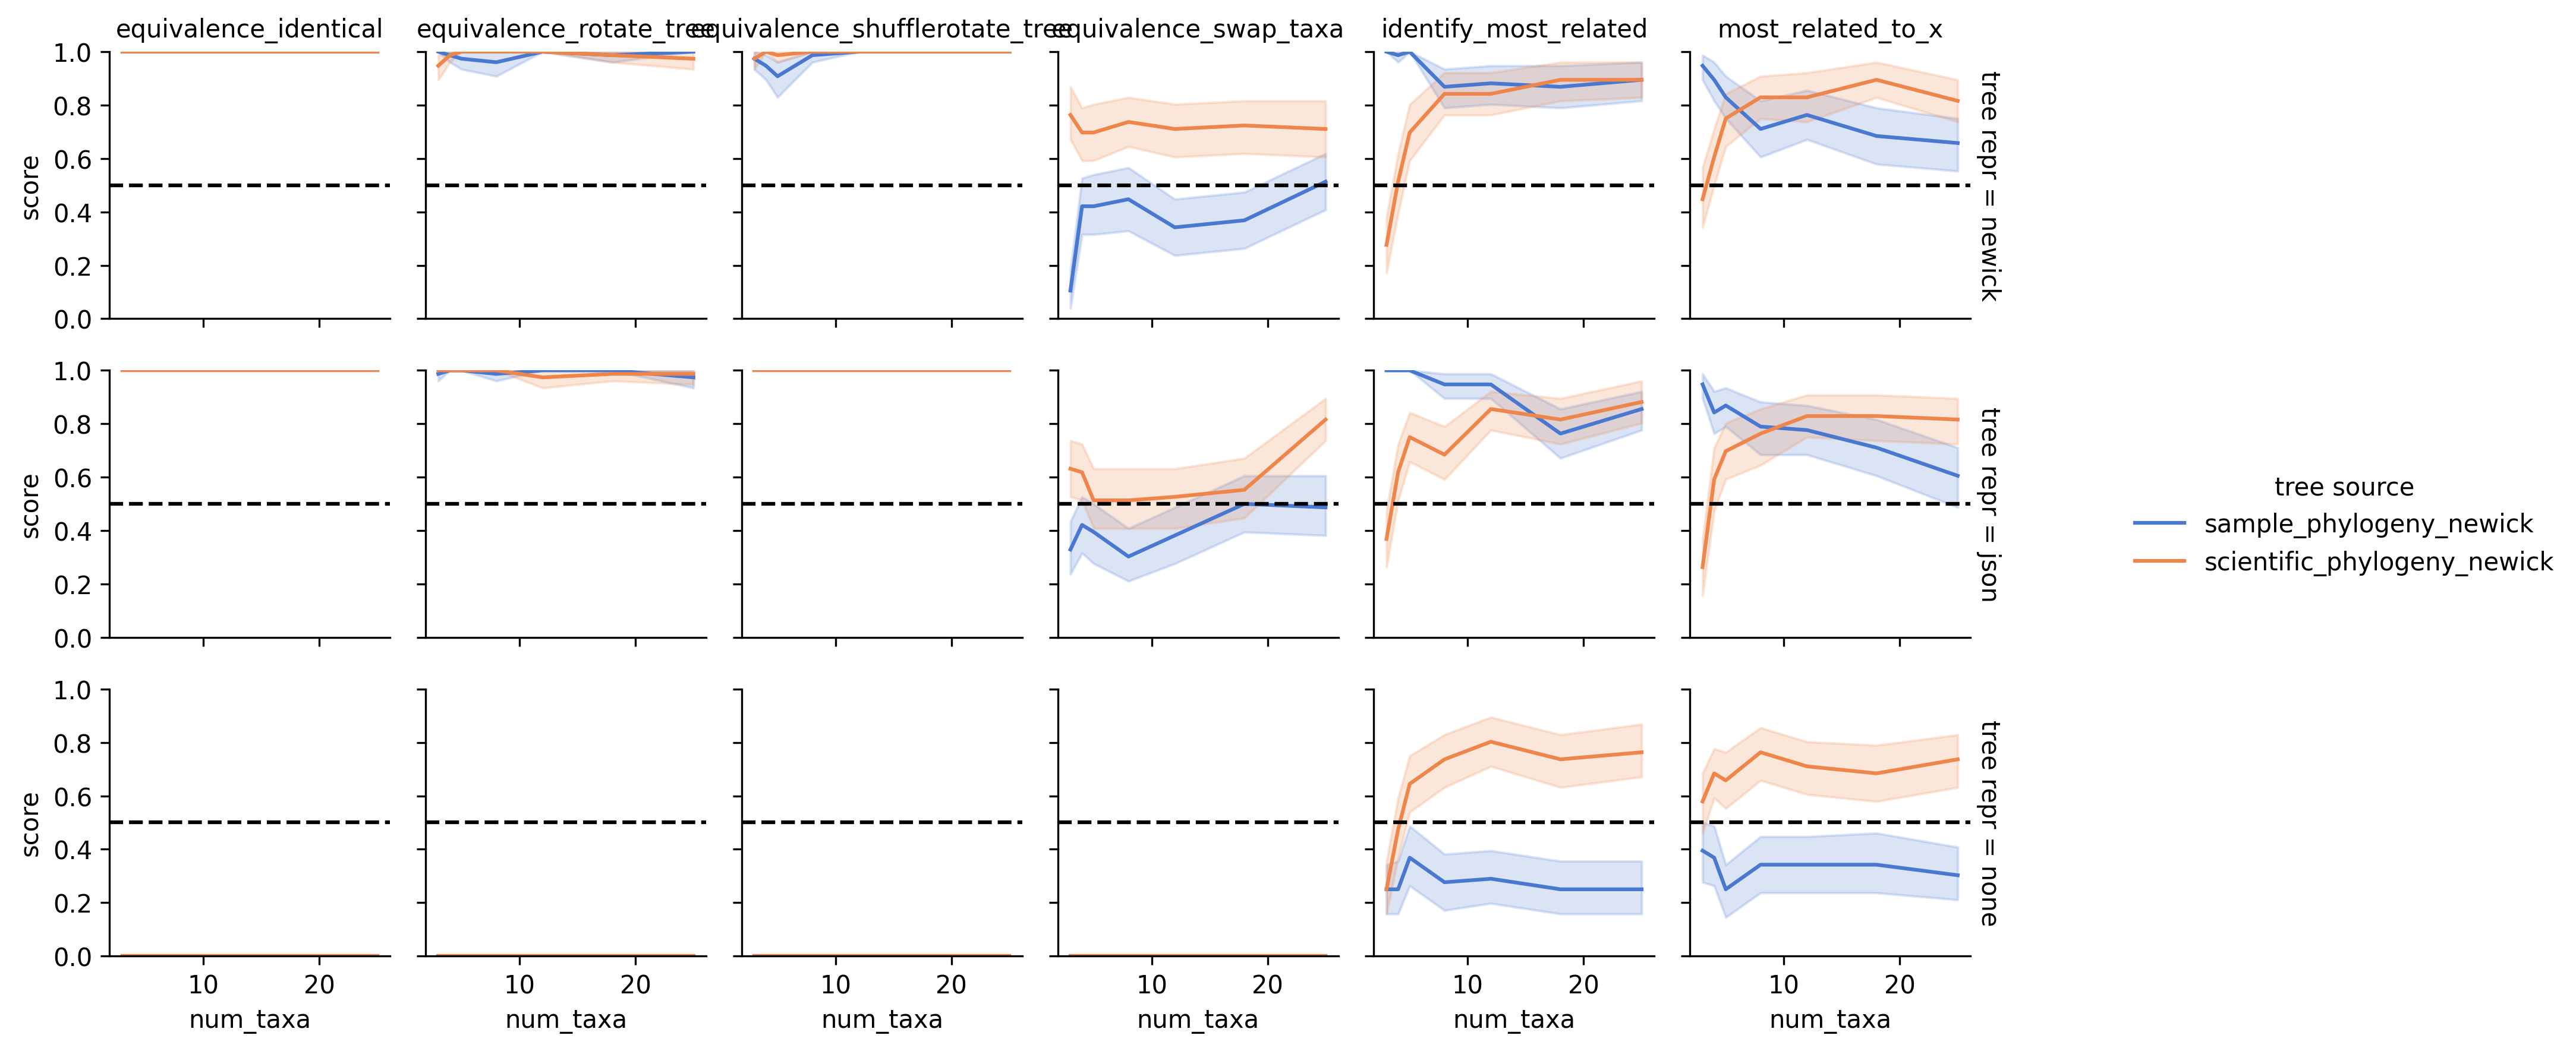 equivalence_identical
equivalence_rotate_tree
equivalence_shufflerotate_tree
equivalence_swap_taxa
identify_most_related
most_related_to_x
1.0
0.8
0.6
0.4
0.2
0.0
score
tree repr = newick
1.0
0.8
0.6
0.4
0.2
0.0
score
tree repr = json
tree source
sample_phylogeny_newick
scientific_phylogeny_newick
1.0
0.8
0.6
0.4
0.2
0.0
score
tree repr = none
10 20
10 20
10 20
10 20
10 20
10 20
num_taxa
num_taxa
num_taxa
num_taxa
num_taxa
num_taxa